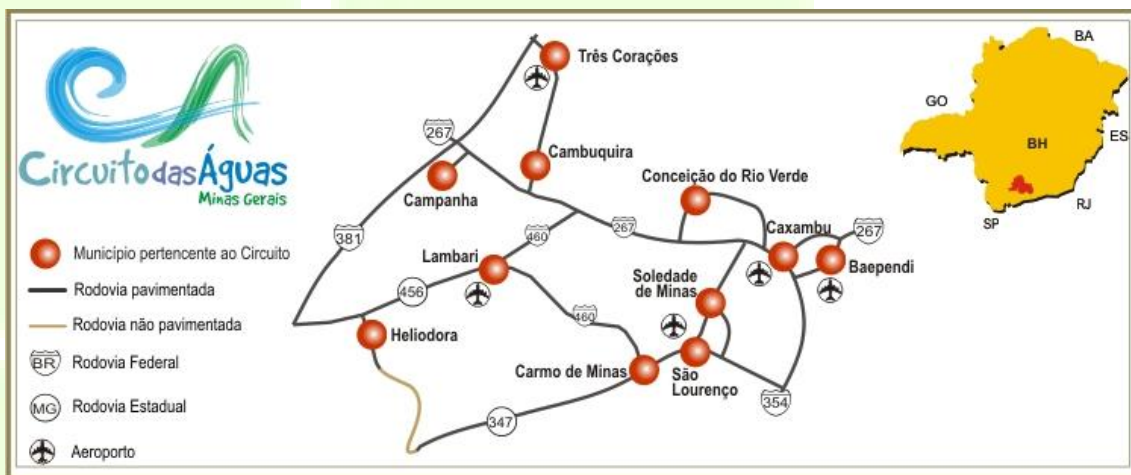 Circuito das Águas
Minas Gerais
Município pertencente ao Circuito
Rodovia pavimentada
Rodovia não pavimentada
BR Rodovia Federal
MG Rodovia Estadual
Aeroporto
Três Corações
267
Cambuquira
Campanha
Conceição do Rio Verde
381
460
267
Caxambu
267
Lambari
Baependi
456
Soledade
de Minas
460
Heliodora
Carmo de Minas
São
Lourenço
354
347
BA
GO
ES
BH
RJ
SP